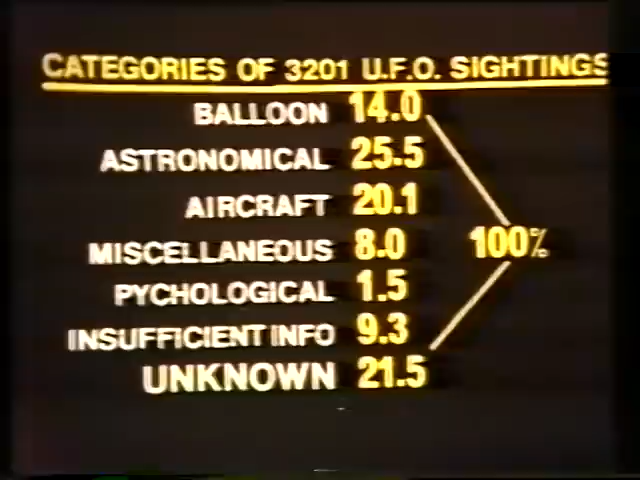 CATEGORIES OF 3201 U.F.O. SIGHTINGS
BALLOON 14.0
ASTRONOMICAL 25.5
AIRCRAFT 20.1
MISCELLANEOUS 8.0
100%
PYCHOLOGICAL 1.5
INSUFFICIENT INFO 9.3
UNKNOWN 21.5